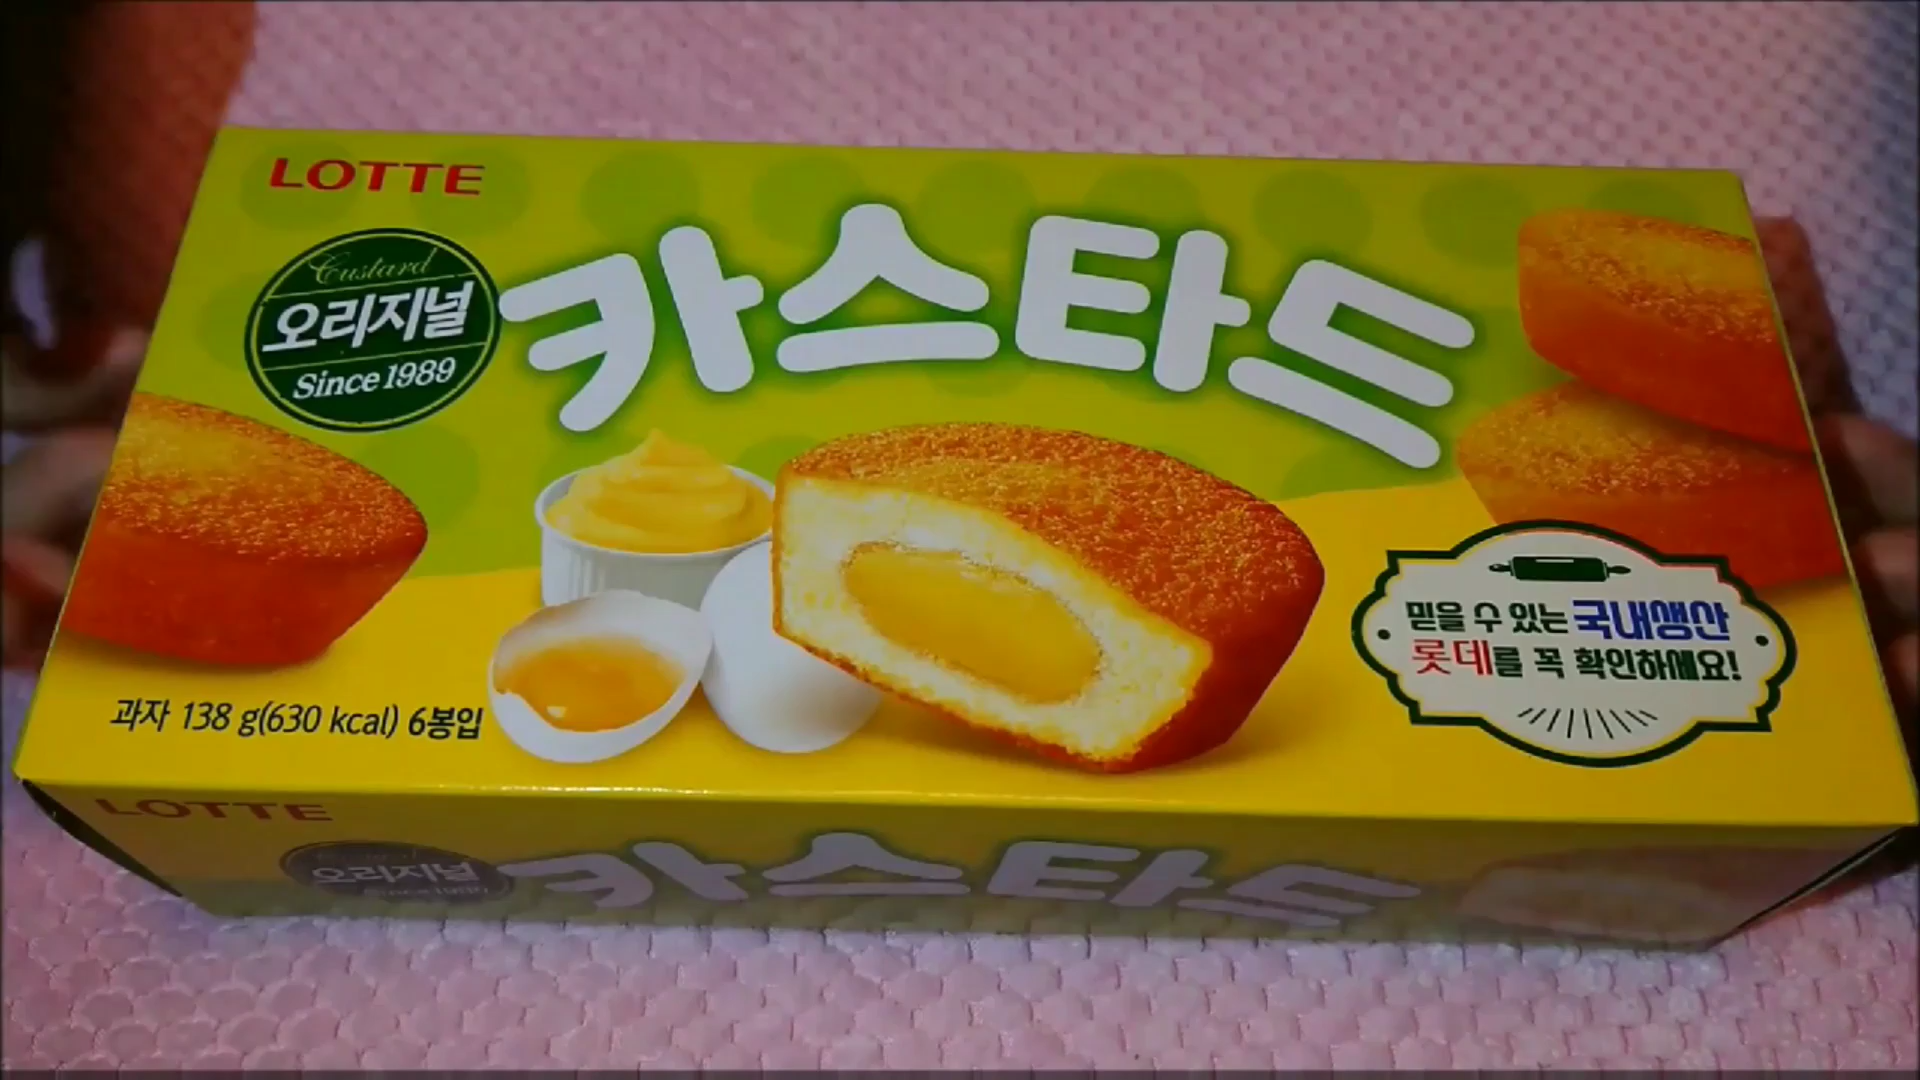 LOTTE
Custard
오리지널
Since 1989
카스타드
믿을 수 있는 국내생산
롯데를 꼭 확인하세요!
과자 138 g(630 kcal) 6봉입
LOTTE
오리지널
Since 1989
카스타드